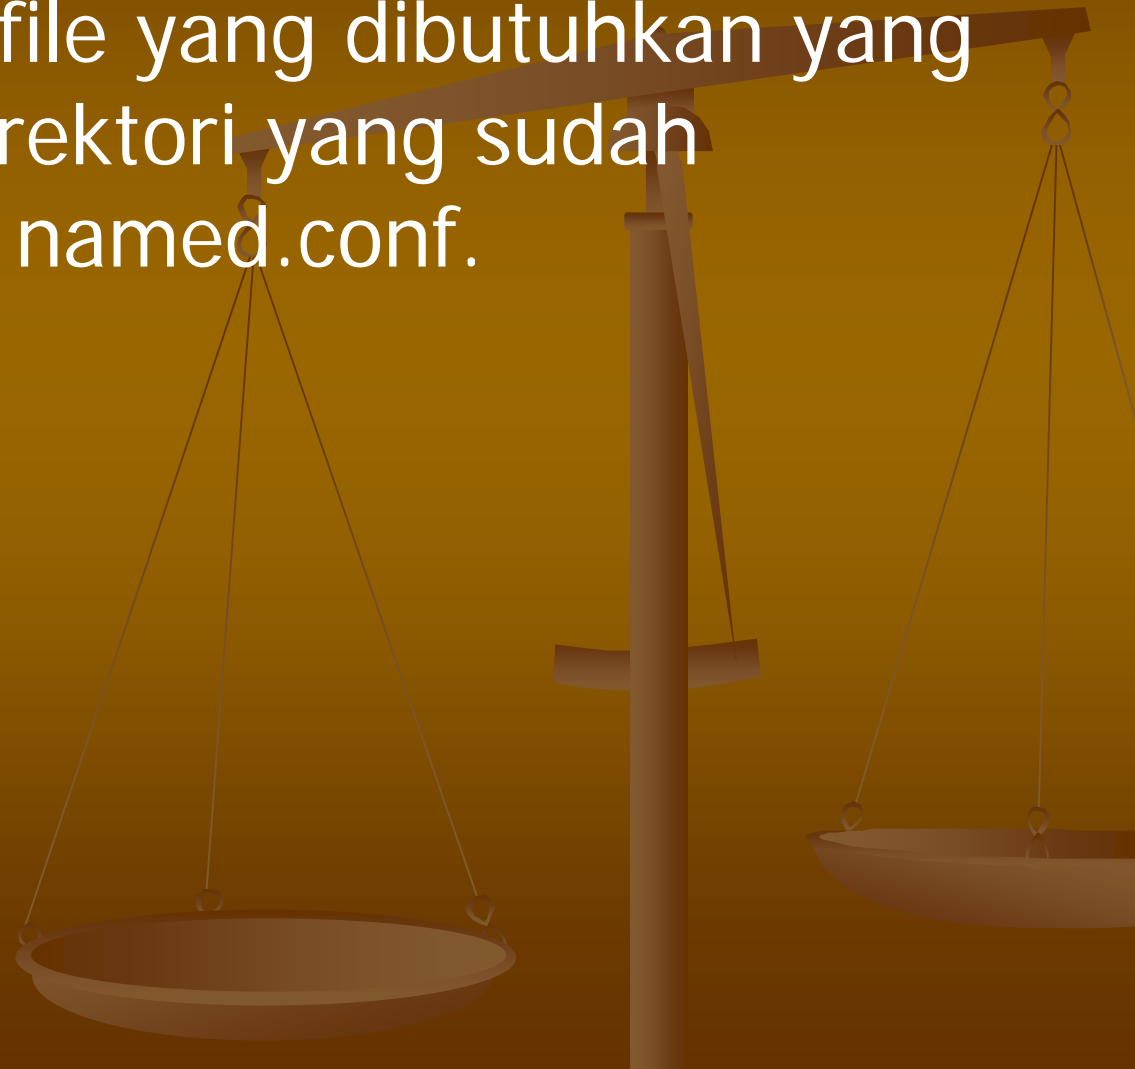 file yang dibutuhkan yang
rektori yang sudah
named.conf.